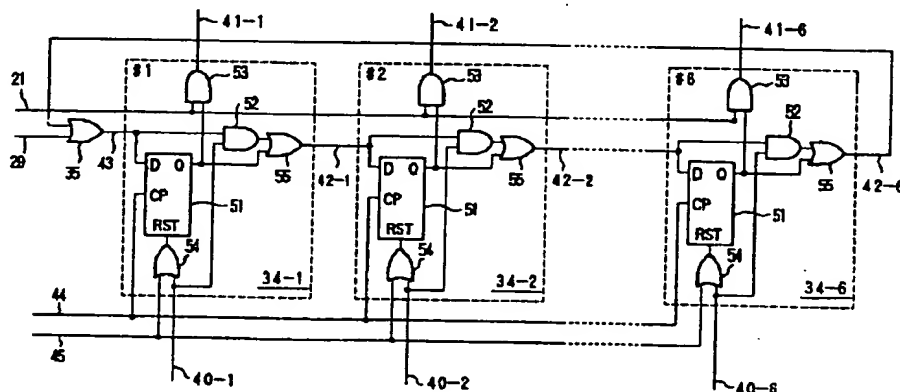 41-1 41-2 41-6
#1 53 #2 53 #6 53
21 52 52 52
29 35 43 D Q 55 42-1 D Q 55 42-2 D Q 55 42-6
CP 51 CP 51 CP 51
RST RST RST
54 54 54
44 34-1 34-2 34-6
45
40-1 40-2 40-6